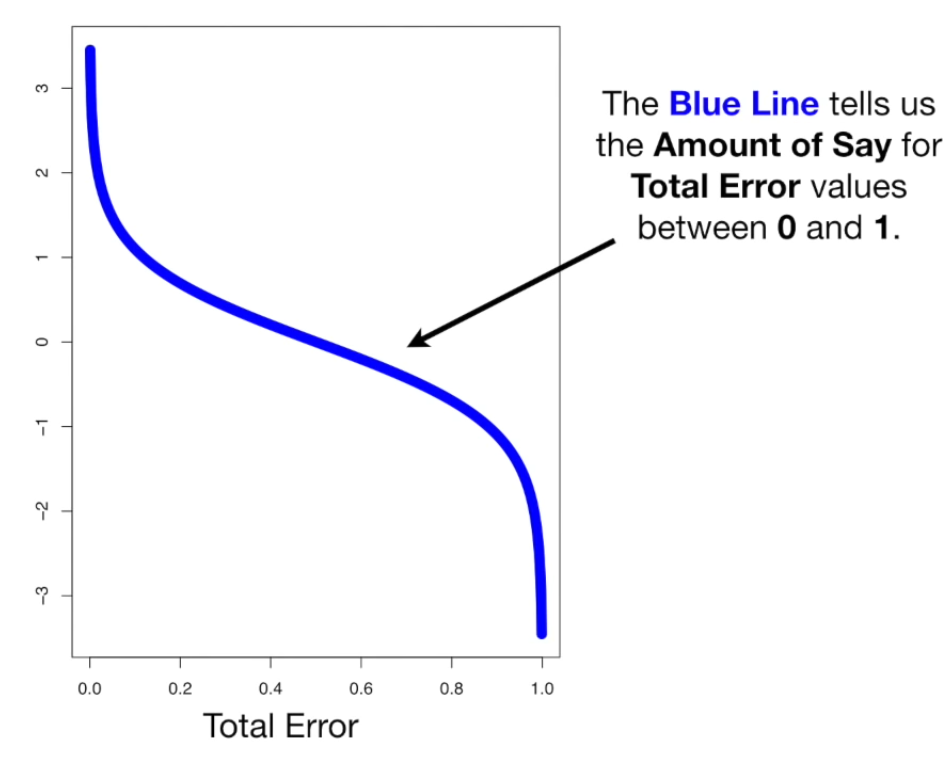 3
2
1
0
-1
-2
-3
0.0 0.2 0.4 0.6 0.8 1.0
Total Error
The Blue Line tells us
the Amount of Say for
Total Error values
between 0 and 1.